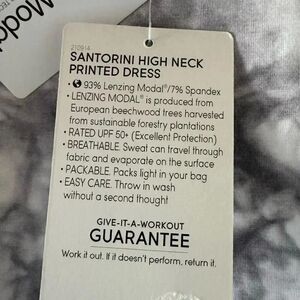 Modal
210914
SANTORINI HIGH NECK
PRINTED DRESS
• 93% Lenzing Modal®/7% Spandex
• LENZING MODAL® is produced from
European beechwood trees harvested
from sustainable forestry plantations
• RATED UPF 50+ (Excellent Protection)
• BREATHABLE. Sweat can travel through
fabric and evaporate on the surface
• PACKABLE. Packs light in your bag
• EASY CARE. Throw in wash
without a second thought
GIVE-IT-A-WORKOUT
GUARANTEE
Work it out. If it doesn't perform, return it.